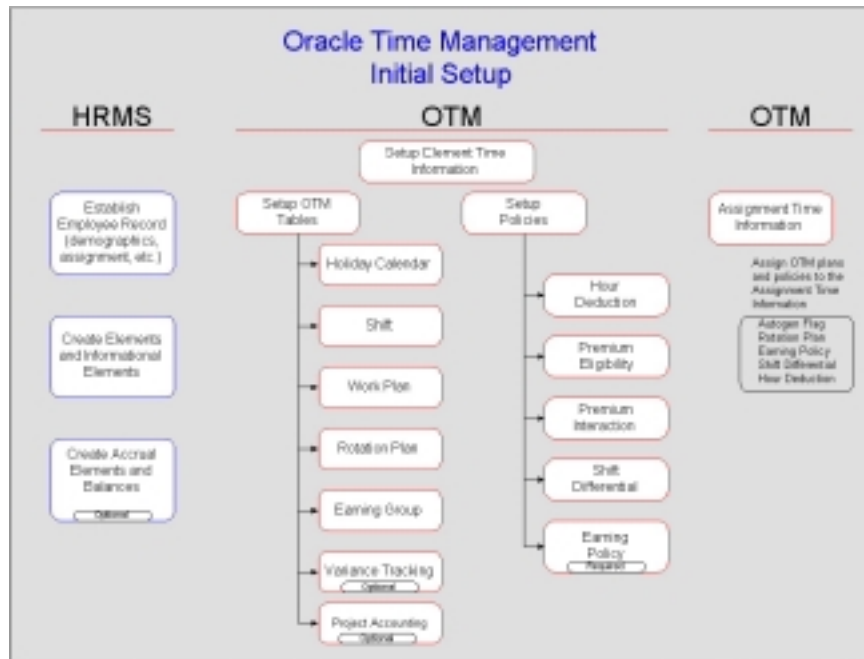 Oracle Time Management
Initial Setup
HRMS
OTM
OTM
Setup Element Time
Information
Establish
Employee Record
(demographics,
assignment, etc.)
Create Elements
and Informational
Elements
Create Accrual
Elements and
Balances
Optional
Setup OTM
Tables
Holiday Calendar
Shift
Work Plan
Rotation Plan
Earning Group
Variance Tracking
Optional
Project Accounting
Optional
Setup
Policies
Hour
Deduction
Premium
Eligibility
Premium
Interaction
Shift
Differential
Earning
Policy
Required
Assignment Time
Information
Assign OTM plans
and policies to the
Assignment Time
Information
Autogen Flag
Rotation Plan
Earning Policy
Shift Differential
Hour Deduction